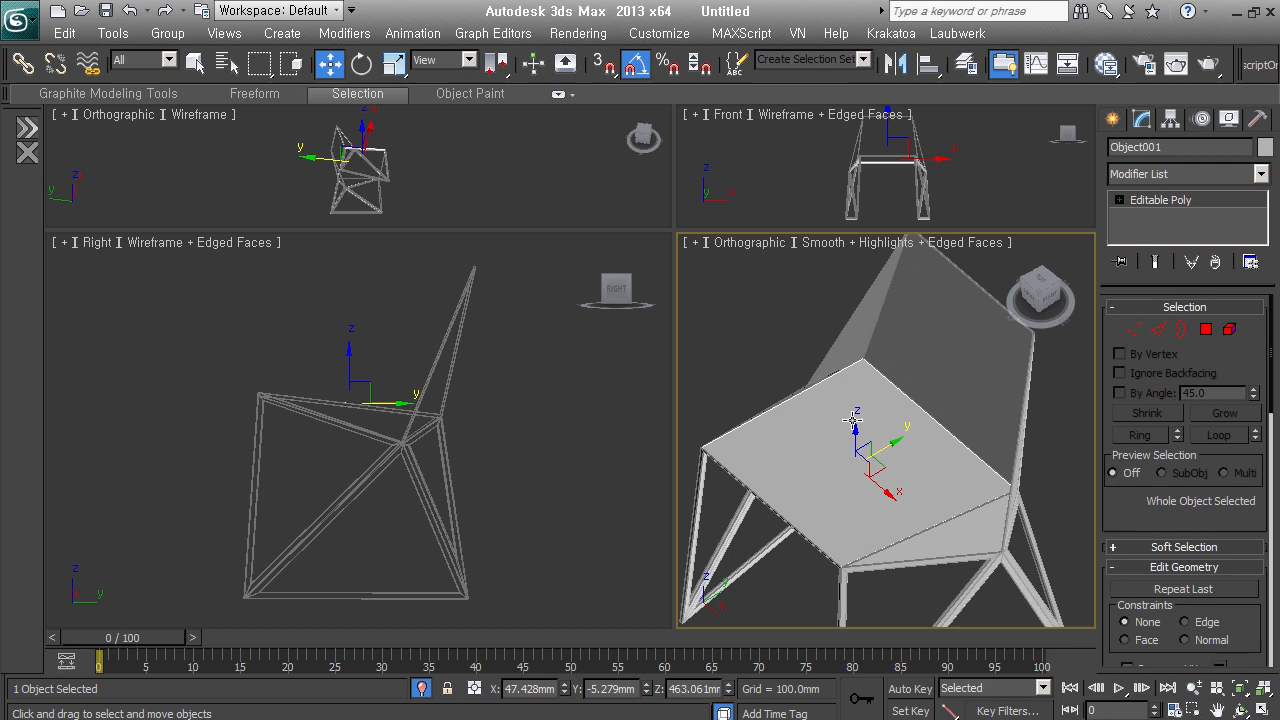 Workspace: Default
Autodesk 3ds Max 2013 x64 Untitled
Type a keyword or phrase
Edit Tools Group Views Create Modifiers Animation Graph Editors Rendering Customize MAXScript VN Help Krakatoa Laubwerk
All View 3 Create Selection Set criptOn
Graphite Modeling Tools Freeform Selection Object Paint
[ + ] Orthographic ] Wireframe ]
[ + ] Front ] Wireframe + Edged Faces ]
[ + ] Right ] Wireframe + Edged Faces ]
[ + ] Orthographic ] Smooth + Highlights + Edged Faces ]
RIGHT
Object001
Modifier List
Editable Poly
Selection
By Vertex
Ignore Backfacing
By Angle: 45.0
Shrink Grow
Ring Loop
Preview Selection
Off SubObj Multi
Whole Object Selected
Soft Selection
Edit Geometry
Repeat Last
Constraints
None Edge
Face Normal
0 / 100
0 5 10 15 20 25 30 35 40 45 50 55 60 65 70 75 80 85 90 95 100
1 Object Selected X: 47.428mm Y: -5.279mm Z: 463.061mm Grid = 100.0mm Auto Key Selected
Click and drag to select and move objects Add Time Tag Set Key Key Filters... 0